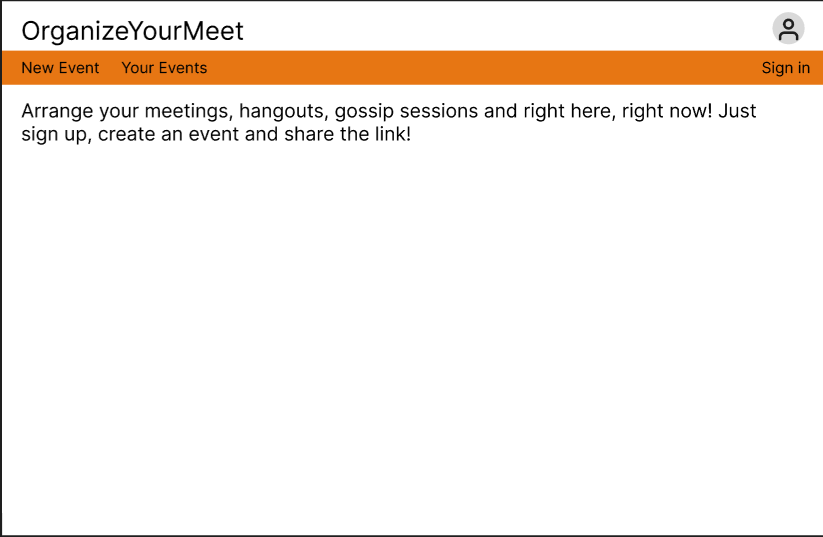 OrganizeYourMeet
New Event Your Events Sign in
Arrange your meetings, hangouts, gossip sessions and right here, right now! Just
sign up, create an event and share the link!